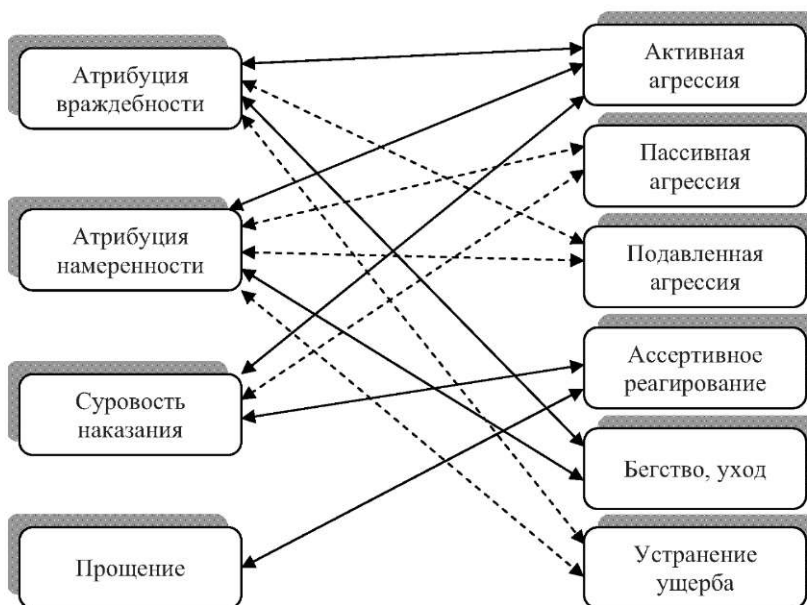 Атрибуция
враждебности
Атрибуция
намеренности
Суровость
наказания
Прощение
Активная
агрессия
Пассивная
агрессия
Подавленная
агрессия
Ассертивное
реагирование
Бегство, уход
Устранение
ущерба